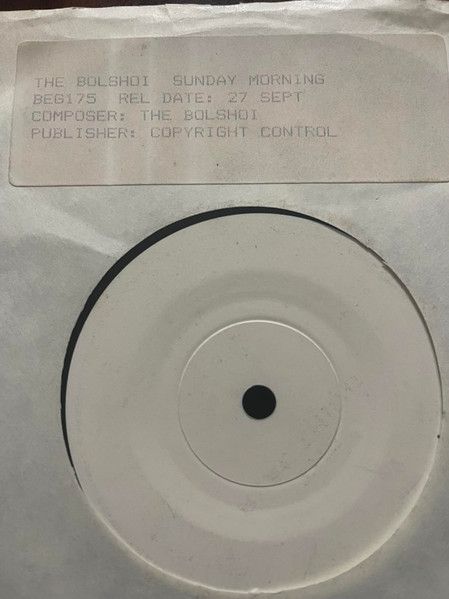 THE BOLSHOI SUNDAY MORNING
BEG175 REL DATE: 27 SEPT
COMPOSER: THE BOLSHOI
PUBLISHER: COPYRIGHT CONTROL